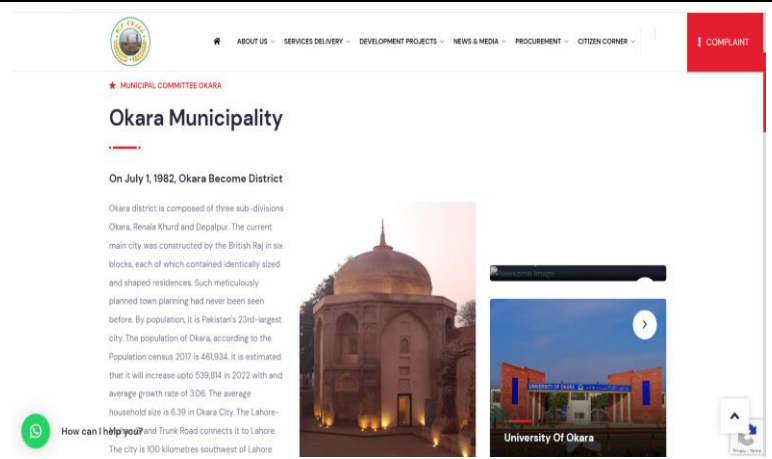 ABOUT US
SERVICES DELIVERY
DEVELOPMENT PROJECTS
NEWS & MEDIA
PROCUREMENT
CITIZEN CORNER
! COMPLAINT
MUNICIPAL COMMITTEE OKARA
Okara Municipality
On July 1, 1982, Okara Become District
Okara district is composed of three sub-divisions
Okara, Renala Khurd and Depalpur. The current
main city was constructed by the British Raj in six
blocks, each of which contained identically sized
and shaped residences. Such meticulously
planned town planning had never been seen
before. By population, it is Pakistan's 23rd-largest
city. The population of Okara, according to the
Population census 2017 is 461,934. It is estimated
that it will increase upto 539,814 in 2022 with and
average growth rate of 3.06. The average
household size is 6.39 in Okara City. The Lahore-
and Trunk Road connects it to Lahore.
The city is 100 kilometres southwest of Lahore
How can I help you?
Awesome Image
UNIVERSITY OF OKARA
University Of Okara
Privacy - Terms